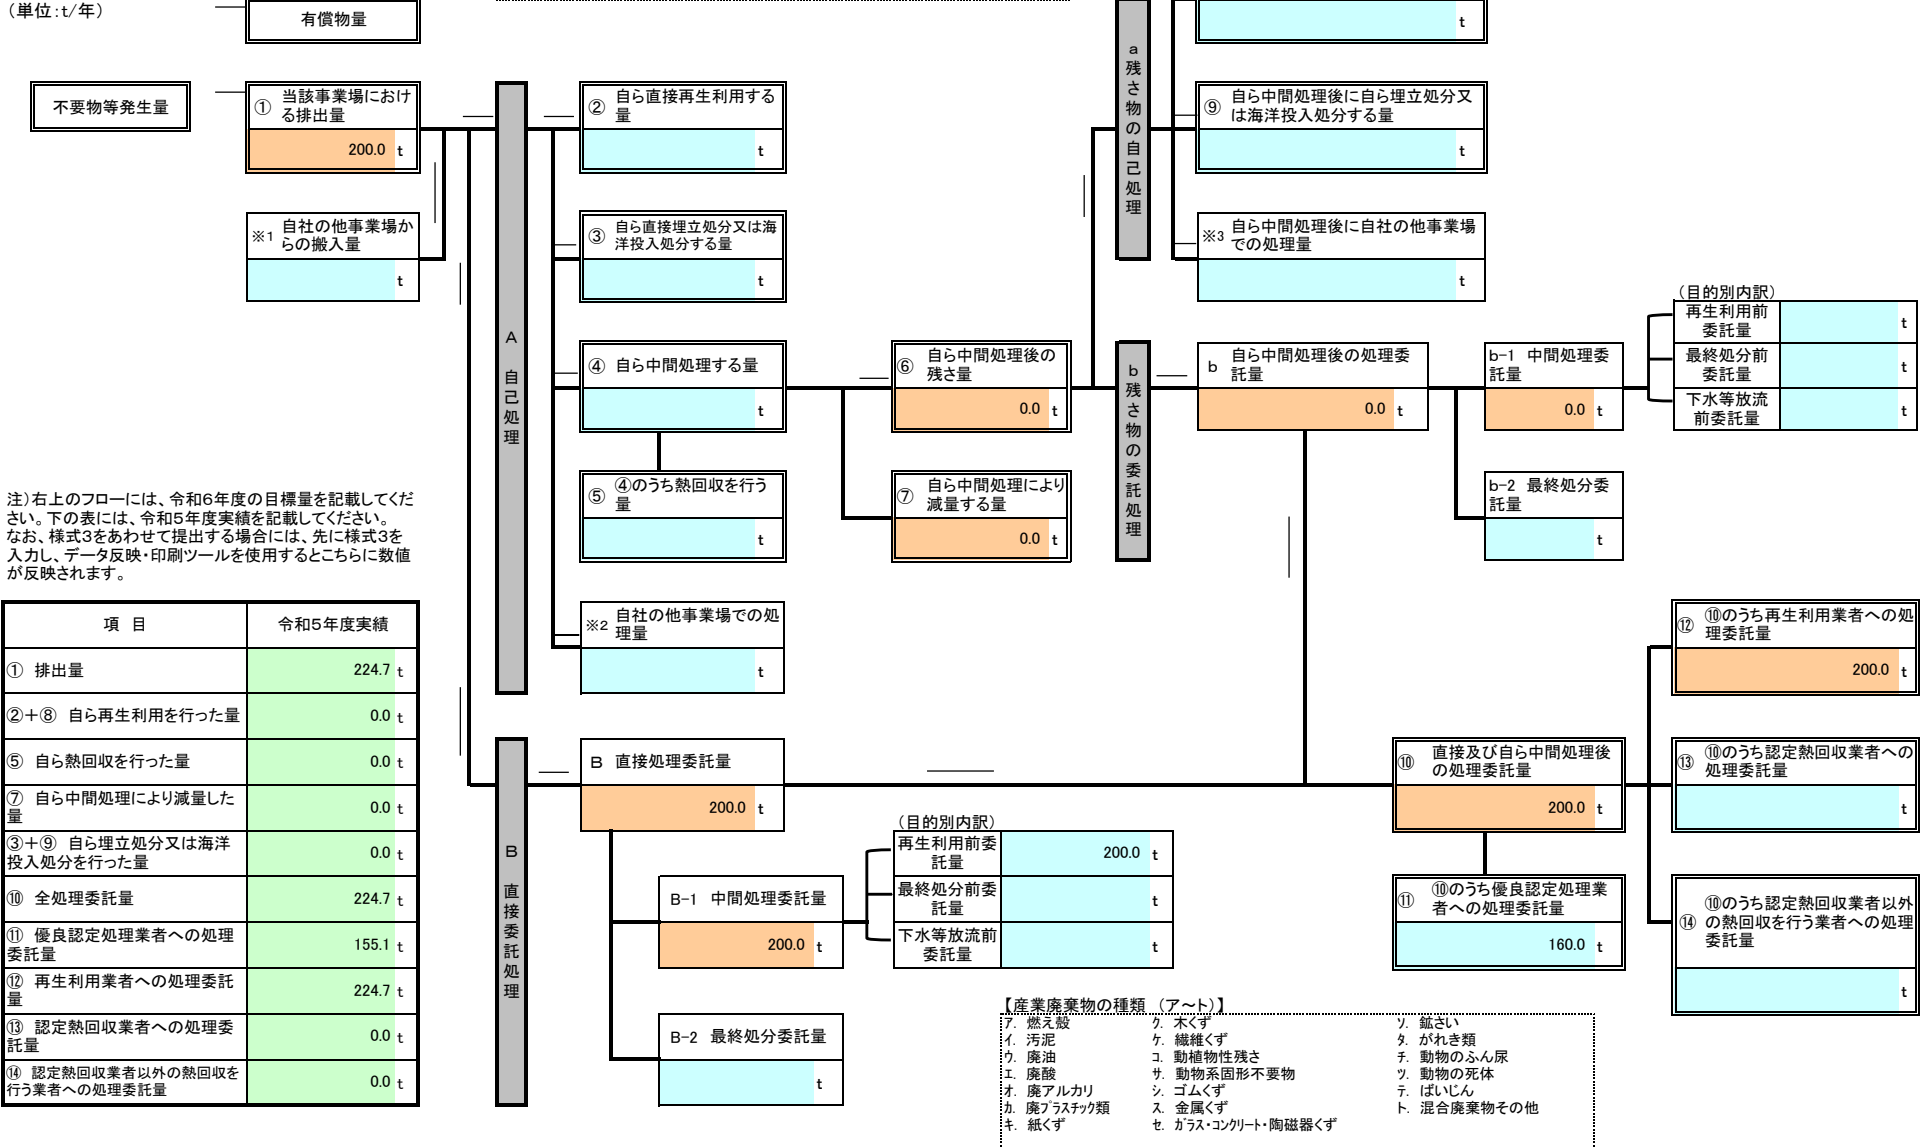 （単位：t/年）
有償物量
不要物等発生量
① 当該事業場におけ
る排出量
200.0 t
※1 自社の他事業場か
らの搬入量
t
A
自己処理
② 自ら直接再生利用する
量
t
③ 自ら直接埋立処分又は海
洋投入処分する量
t
④ 自ら中間処理する量
t
⑤ ④のうち熱回収を行う
量
t
※2 自社の他事業場での処
理量
t
⑥ 自ら中間処理後の
残さ量
0.0 t
⑦ 自ら中間処理により
減量する量
0.0 t
a残さ物の自己処理
t
⑨ 自ら中間処理後に自ら埋立処分又
は海洋投入処分する量
t
※3 自ら中間処理後に自社の他事業場
での処理量
t
b残さ物の委託処理
b 自ら中間処理後の処理委
託量
0.0 t
b-1 中間処理委
託量
0.0 t
b-2 最終処分委
託量
t
（目的別内訳）
再生利用前
委託量
t
最終処分前
委託量
t
下水等放流
前委託量
t
注）右上のフローには、令和6年度の目標量を記載してくだ
さい。下の表には、令和5年度実績を記載してください。
なお、様式3をあわせて提出する場合には、先に様式3を
入力し、データ反映・印刷ツールを使用するとこちらに数値
が反映されます。
項 目 令和5年度実績
① 排出量 224.7 t
②＋⑧ 自ら再生利用を行った量 0.0 t
⑤ 自ら熱回収を行った量 0.0 t
⑦ 自ら中間処理により減量した
量 0.0 t
③＋⑨ 自ら埋立処分又は海洋
投入処分を行った量 0.0 t
⑩ 全処理委託量 224.7 t
⑪ 優良認定処理業者への処理
委託量 155.1 t
⑫ 再生利用業者への処理委託
量 224.7 t
⑬ 認定熱回収業者への処理委
託量 0.0 t
⑭ 認定熱回収業者以外の熱回収を
行う業者への処理委託量 0.0 t
B
直接委託処理
B 直接処理委託量
200.0 t
B-1 中間処理委託量
200.0 t
B-2 最終処分委託量
t
（目的別内訳）
再生利用前委
託量
200.0 t
最終処分前委
託量
t
下水等放流前
委託量
t
⑩ 直接及び自ら中間処理後
の処理委託量
200.0 t
⑪ ⑩のうち優良認定処理業
者への処理委託量
160.0 t
⑫ ⑩のうち再生利用業者への処
理委託量
200.0 t
⑬ ⑩のうち認定熱回収業者への
処理委託量
t
⑭ ⑩のうち認定熱回収業者以外
の熱回収を行う業者への処理
委託量
t
【産業廃棄物の種類 （ア～ト）】
ア. 燃え殻
イ. 汚泥
ウ. 廃油
エ. 廃酸
オ. 廃アルカリ
カ. 廃プラスチック類
キ. 紙くず
ク. 木くず
ケ. 繊維くず
コ. 動植物性残さ
サ. 動物系固形不要物
シ. ゴムくず
ス. 金属くず
セ. ガラス・コンクリート・陶磁器くず
ソ. 鉱さい
タ. がれき類
チ. 動物のふん尿
ツ. 動物の死体
テ. ばいじん
ト. 混合廃棄物その他